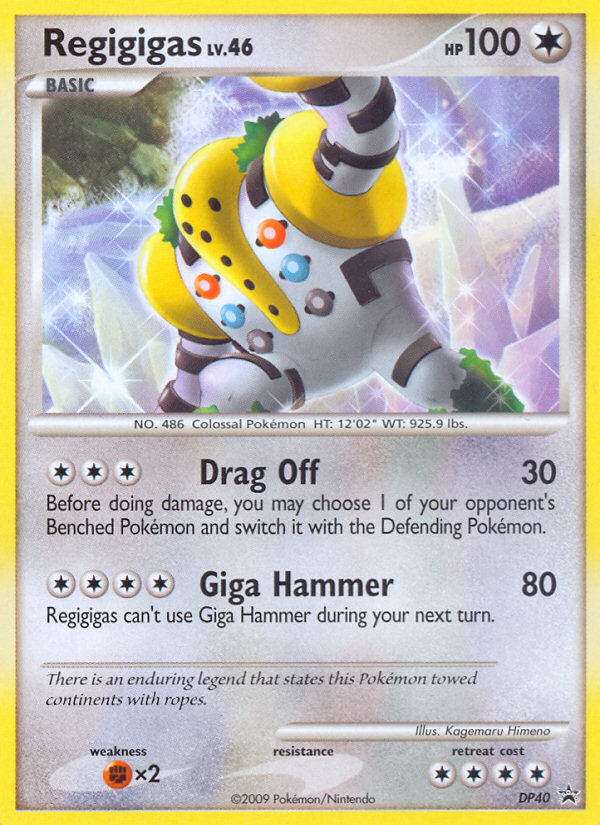 Regigigas LV.46 HP 100
BASIC
NO. 486 Colossal Pokémon HT: 12'02" WT: 925.9 lbs.
Drag Off 30
Before doing damage, you may choose 1 of your opponent's
Benched Pokémon and switch it with the Defending Pokémon.
Giga Hammer 80
Regigigas can't use Giga Hammer during your next turn.
There is an enduring legend that states this Pokémon towed
continents with ropes.
Illus. Kagemaru Himeno
weakness resistance retreat cost
×2
©2009 Pokémon/Nintendo DP40